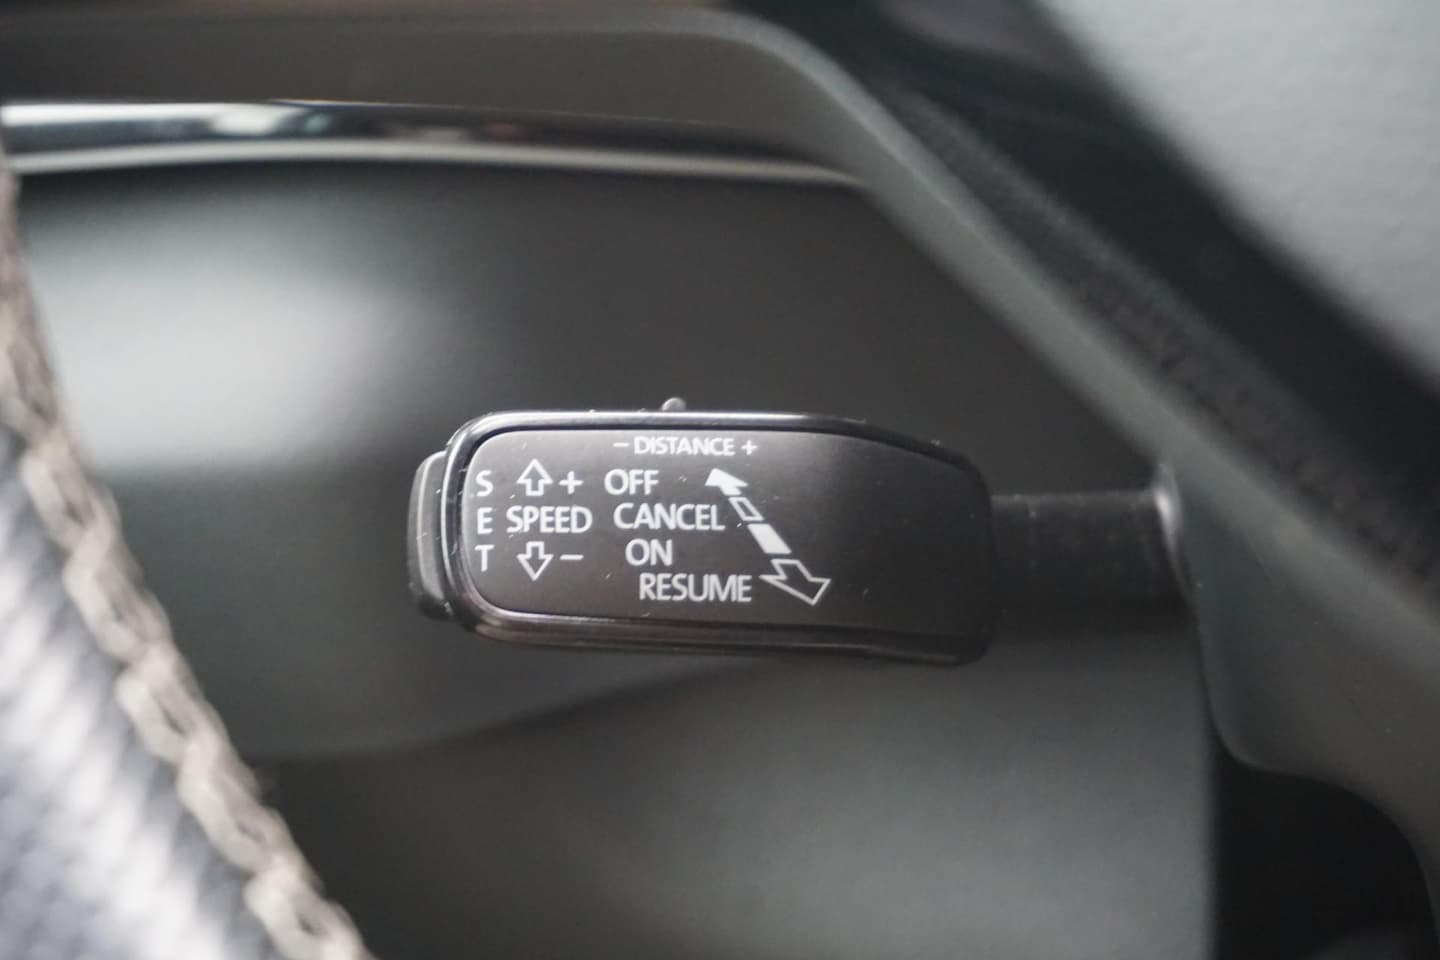 − DISTANCE +
S + OFF
E SPEED CANCEL
T − ON
RESUME